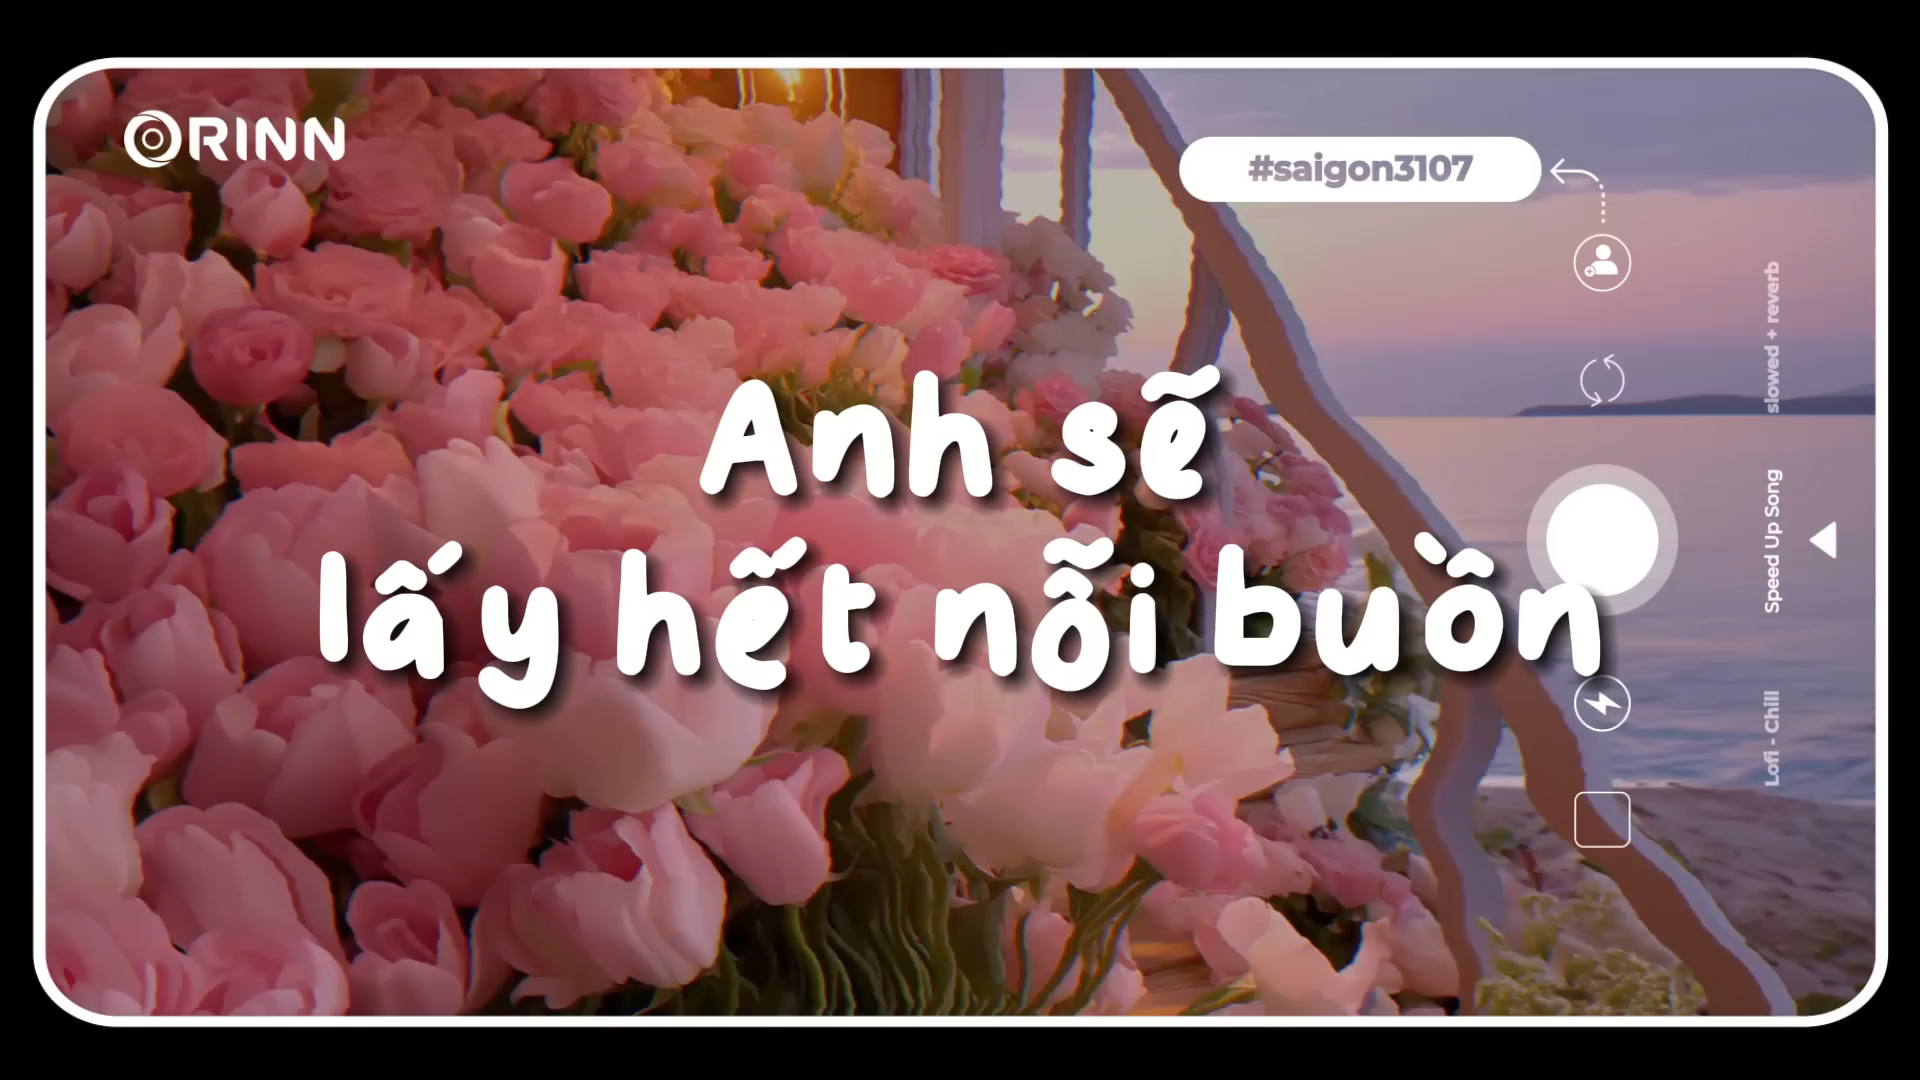 ORINN
#saigon3107
slowed + reverb
Speed Up Song
Lofi - Chill
Anh sẽ
lấy hết nỗi buồn